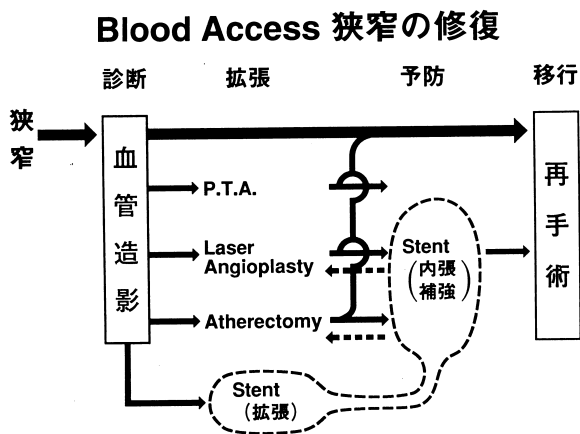 Blood Access 狭窄の修復
診断 拡張 予防 移行
狭窄
血管造影
P.T.A.
Laser
Angioplasty
Atherectomy
Stent
(拡張)
Stent
(内張
補強)
再手術